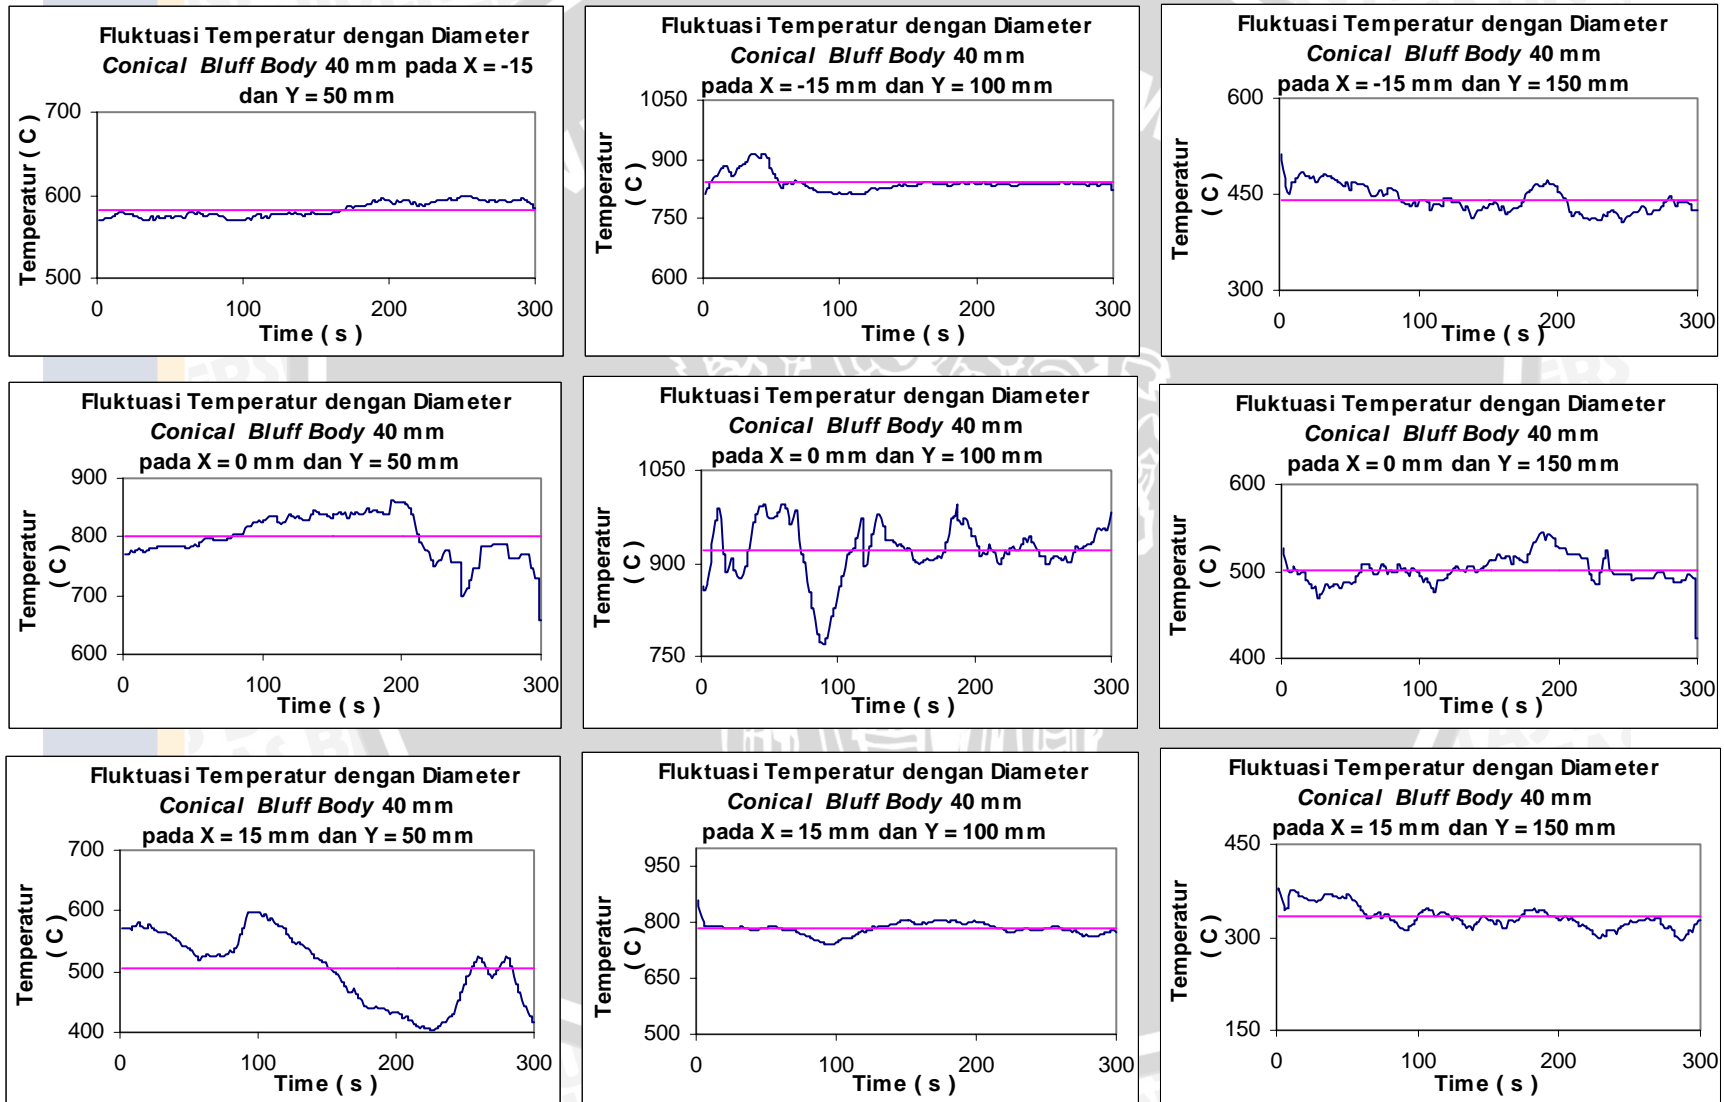 Fluktuasi Temperatur dengan Diameter
Conical Bluff Body 40 mm pada X = -15
dan Y = 50 mm
700
600
500
Temperatur ( C )
0 100 200 300
Time ( s )
Fluktuasi Temperatur dengan Diameter
Conical Bluff Body 40 mm
pada X = -15 mm dan Y = 100 mm
1050
900
750
600
Temperatur
( C )
0 100 200 300
Time ( s )
Fluktuasi Temperatur dengan Diameter
Conical Bluff Body 40 mm
pada X = -15 mm dan Y = 150 mm
600
450
300
Temperatur
( C )
0 100 200 300
Time ( s )
Fluktuasi Temperatur dengan Diameter
Conical Bluff Body 40 mm
pada X = 0 mm dan Y = 50 mm
900
800
700
600
Temperatur
( C )
0 100 200 300
Time ( s )
Fluktuasi Temperatur dengan Diameter
Conical Bluff Body 40 mm
pada X = 0 mm dan Y = 100 mm
1050
900
750
Temperatur
( C )
0 100 200 300
Time ( s )
Fluktuasi Temperatur dengan Diameter
Conical Bluff Body 40 mm
pada X = 0 mm dan Y = 150 mm
600
500
400
Temperatur
( C )
0 100 200 300
Time ( s )
Fluktuasi Temperatur dengan Diameter
Conical Bluff Body 40 mm
pada X = 15 mm dan Y = 50 mm
700
600
500
400
Temperatur
( C )
0 100 200 300
Time ( s )
Fluktuasi Temperatur dengan Diameter
Conical Bluff Body 40 mm
pada X = 15 mm dan Y = 100 mm
950
800
650
500
Temperatur
( C )
0 100 200 300
Time ( s )
Fluktuasi Temperatur dengan Diameter
Conical Bluff Body 40 mm
pada X = 15 mm dan Y = 150 mm
450
300
150
Temperatur
( C )
0 100 200 300
Time ( s )